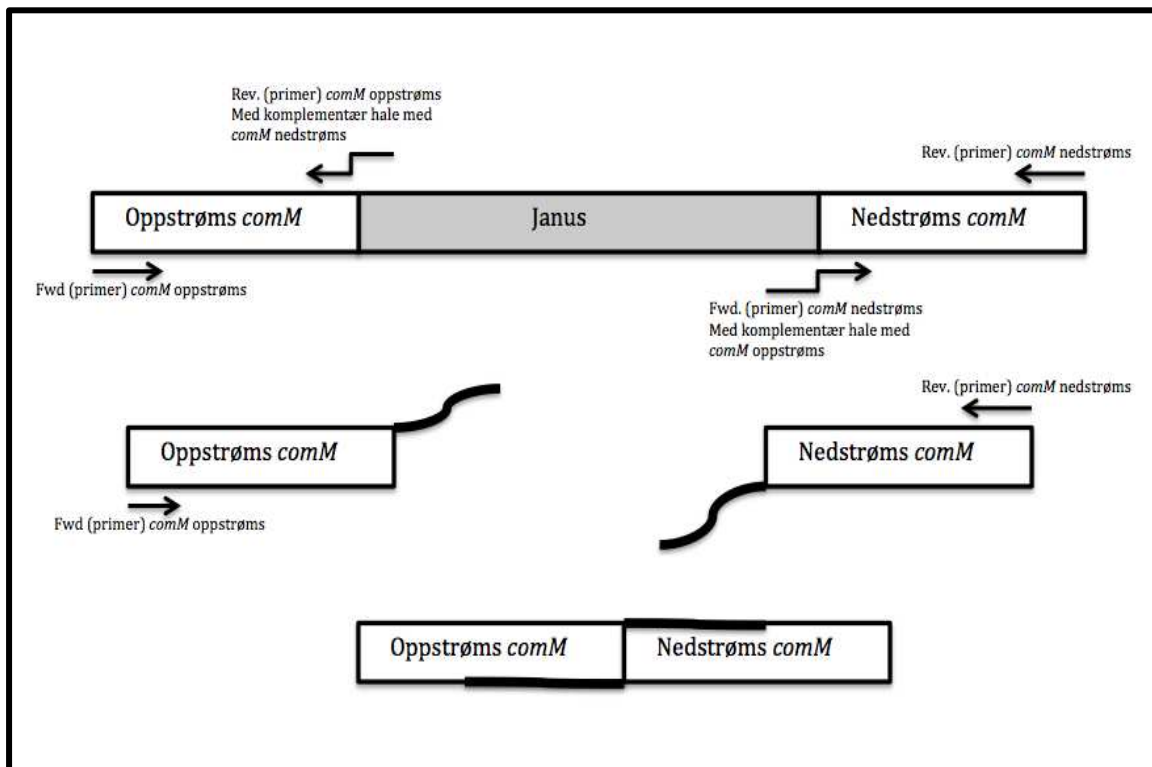 Rev. (primer) comM oppstrøms
Med komplementær hale med
comM nedstrøms
Rev. (primer) comM nedstrøms
Oppstrøms comM
Janus
Nedstrøms comM
Fwd (primer) comM oppstrøms
Fwd. (primer) comM nedstrøms
Med komplementær hale med
comM oppstrøms
Rev. (primer) comM nedstrøms
Oppstrøms comM
Nedstrøms comM
Fwd (primer) comM oppstrøms
Oppstrøms comM
Nedstrøms comM